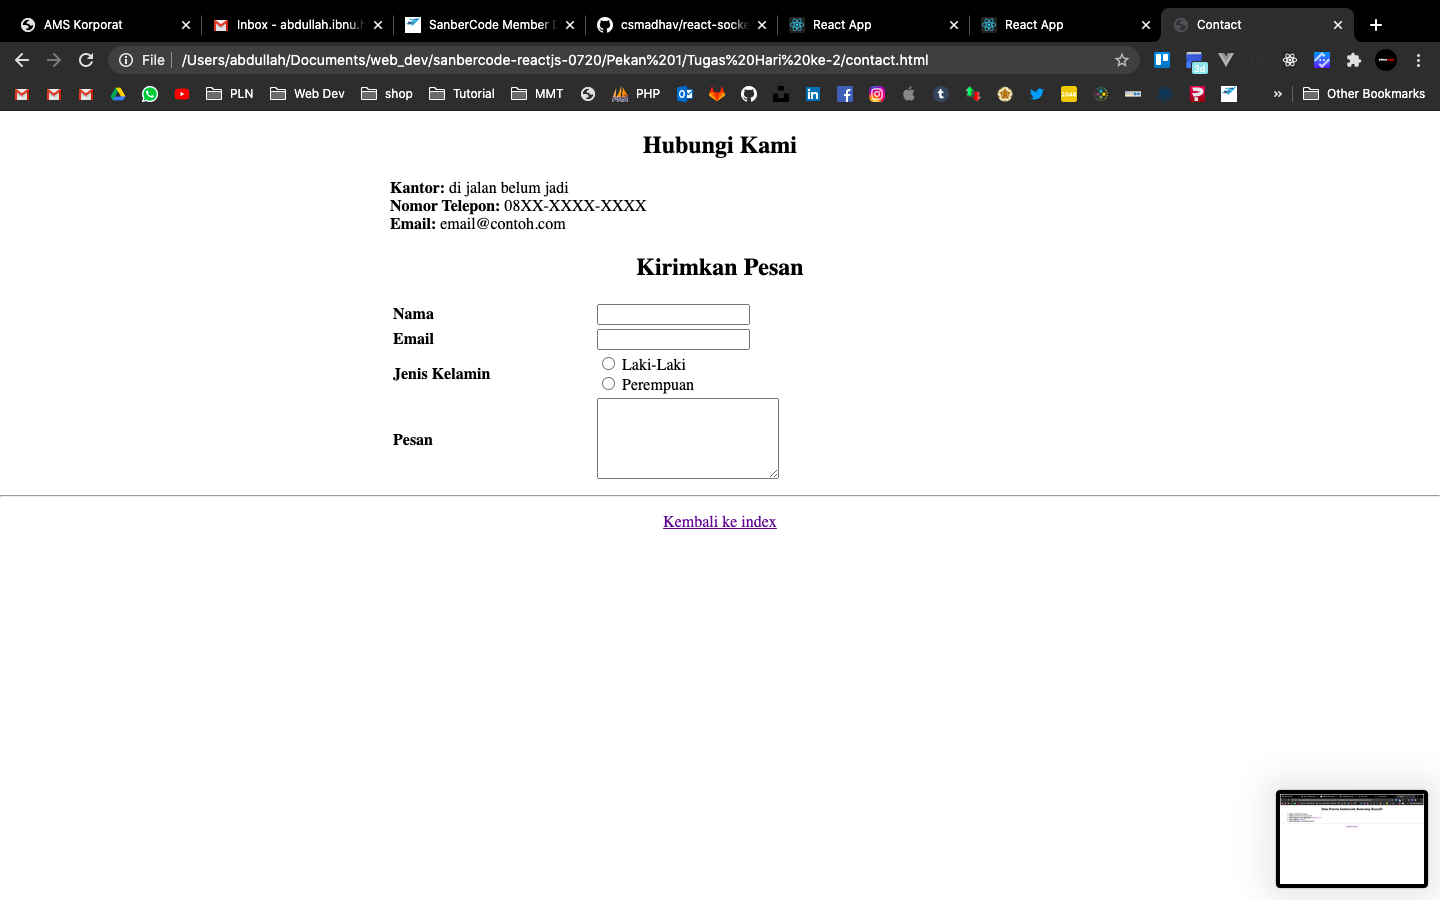 AMS Korporat
Inbox - abdullah.ibnu.h
SanberCode Member D
csmadhav/react-socke
React App
React App
Contact
File
/Users/abdullah/Documents/web_dev/sanbercode-reactjs-0720/Pekan%201/Tugas%20Hari%20ke-2/contact.html
3d
PLN
Web Dev
shop
Tutorial
MMT
PHP
2048
Other Bookmarks
Hubungi Kami
Kantor: di jalan belum jadi
Nomor Telepon: 08XX-XXXX-XXXX
Email: email@contoh.com
Kirimkan Pesan
Nama
Email
Jenis Kelamin
Laki-Laki
Perempuan
Pesan
Kembali ke index